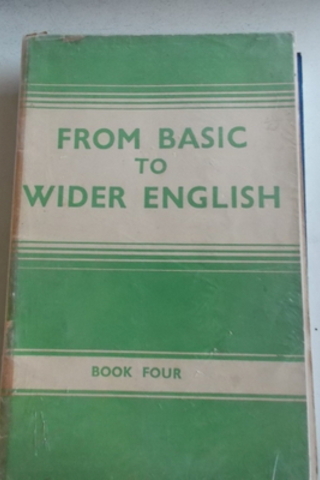 FROM BASIC
TO
WIDER ENGLISH
BOOK FOUR